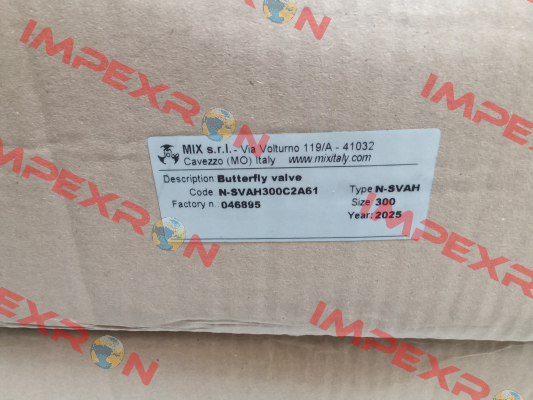 IMPEXRON
MIX s.r.l. - Via Volturno 119/A - 41032
Cavezzo (MO) Italy www.mixitaly.com
Description Butterfly valve
Code N-SVAH300C2A61 Type N-SVAH
Factory n.: 046895 Size 300
Year: 2025
IMPEXRON
IMPEXRON
IMPEXRON
IMPEXRON